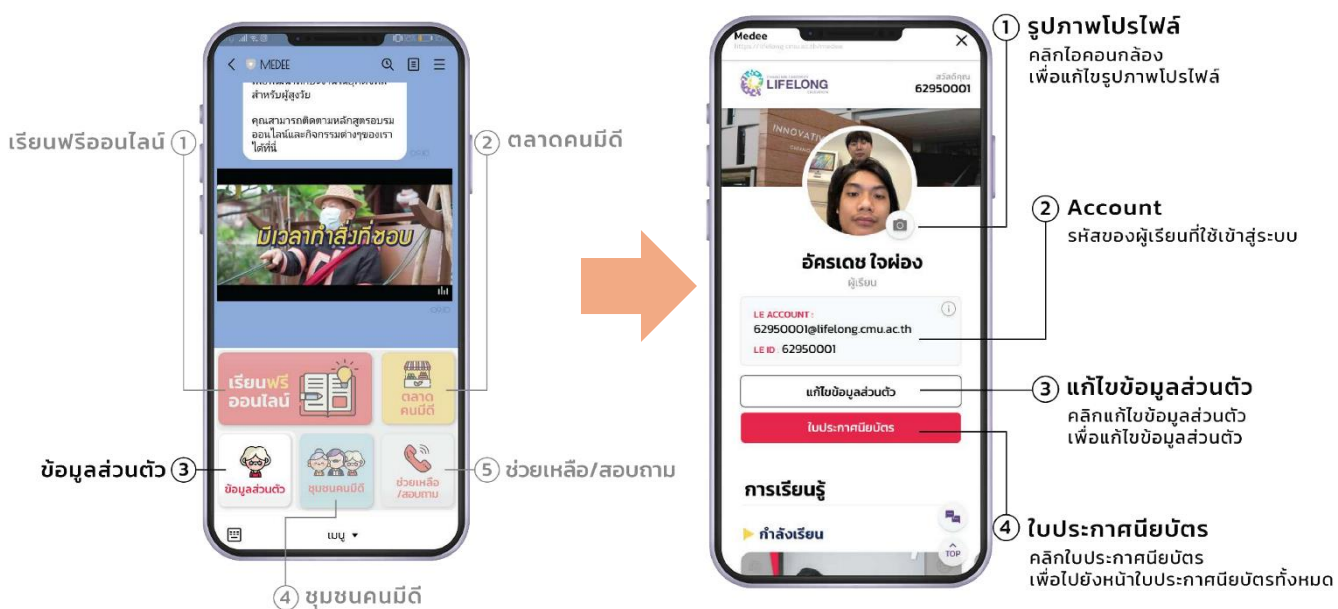 MEDEE
สำหรับผู้สูงวัย
คุณสามารถติดตามหลักสูตรอบรม
ออนไลน์และกิจกรรมต่างๆของเรา
ได้ที่นี่
เรียนฟรีออนไลน์ 1
2 ตลาดคนมีดี
มีเวลาทำสิ่งที่ชอบ
เรียนฟรี
ออนไลน์
ตลาด
คนมีดี
ข้อมูลส่วนตัว 3
ข้อมูลส่วนตัว
ชุมชนคนมีดี
ช่วยเหลือ
/สอบถาม
5 ช่วยเหลือ/สอบถาม
เมนู
4 ชุมชนคนมีดี
Medee
LIFELONG
สวัสดีคุณ
62950001
อัครเดช ใจผ่อง
ผู้เรียน
LE ACCOUNT :
62950001@lifelong.cmu.ac.th
LE ID : 62950001
แก้ไขข้อมูลส่วนตัว
ใบประกาศนียบัตร
การเรียนรู้
กำลังเรียน
TOP
1 รูปภาพโปรไฟล์
คลิกไอคอนกล้อง
เพื่อแก้ไขรูปภาพโปรไฟล์
2 Account
รหัสของผู้เรียนที่ใช้เข้าสู่ระบบ
3 แก้ไขข้อมูลส่วนตัว
คลิกแก้ไขข้อมูลส่วนตัว
เพื่อแก้ไขข้อมูลส่วนตัว
4 ใบประกาศนียบัตร
คลิกใบประกาศนียบัตร
เพื่อไปยังหน้าใบประกาศนียบัตรทั้งหมด